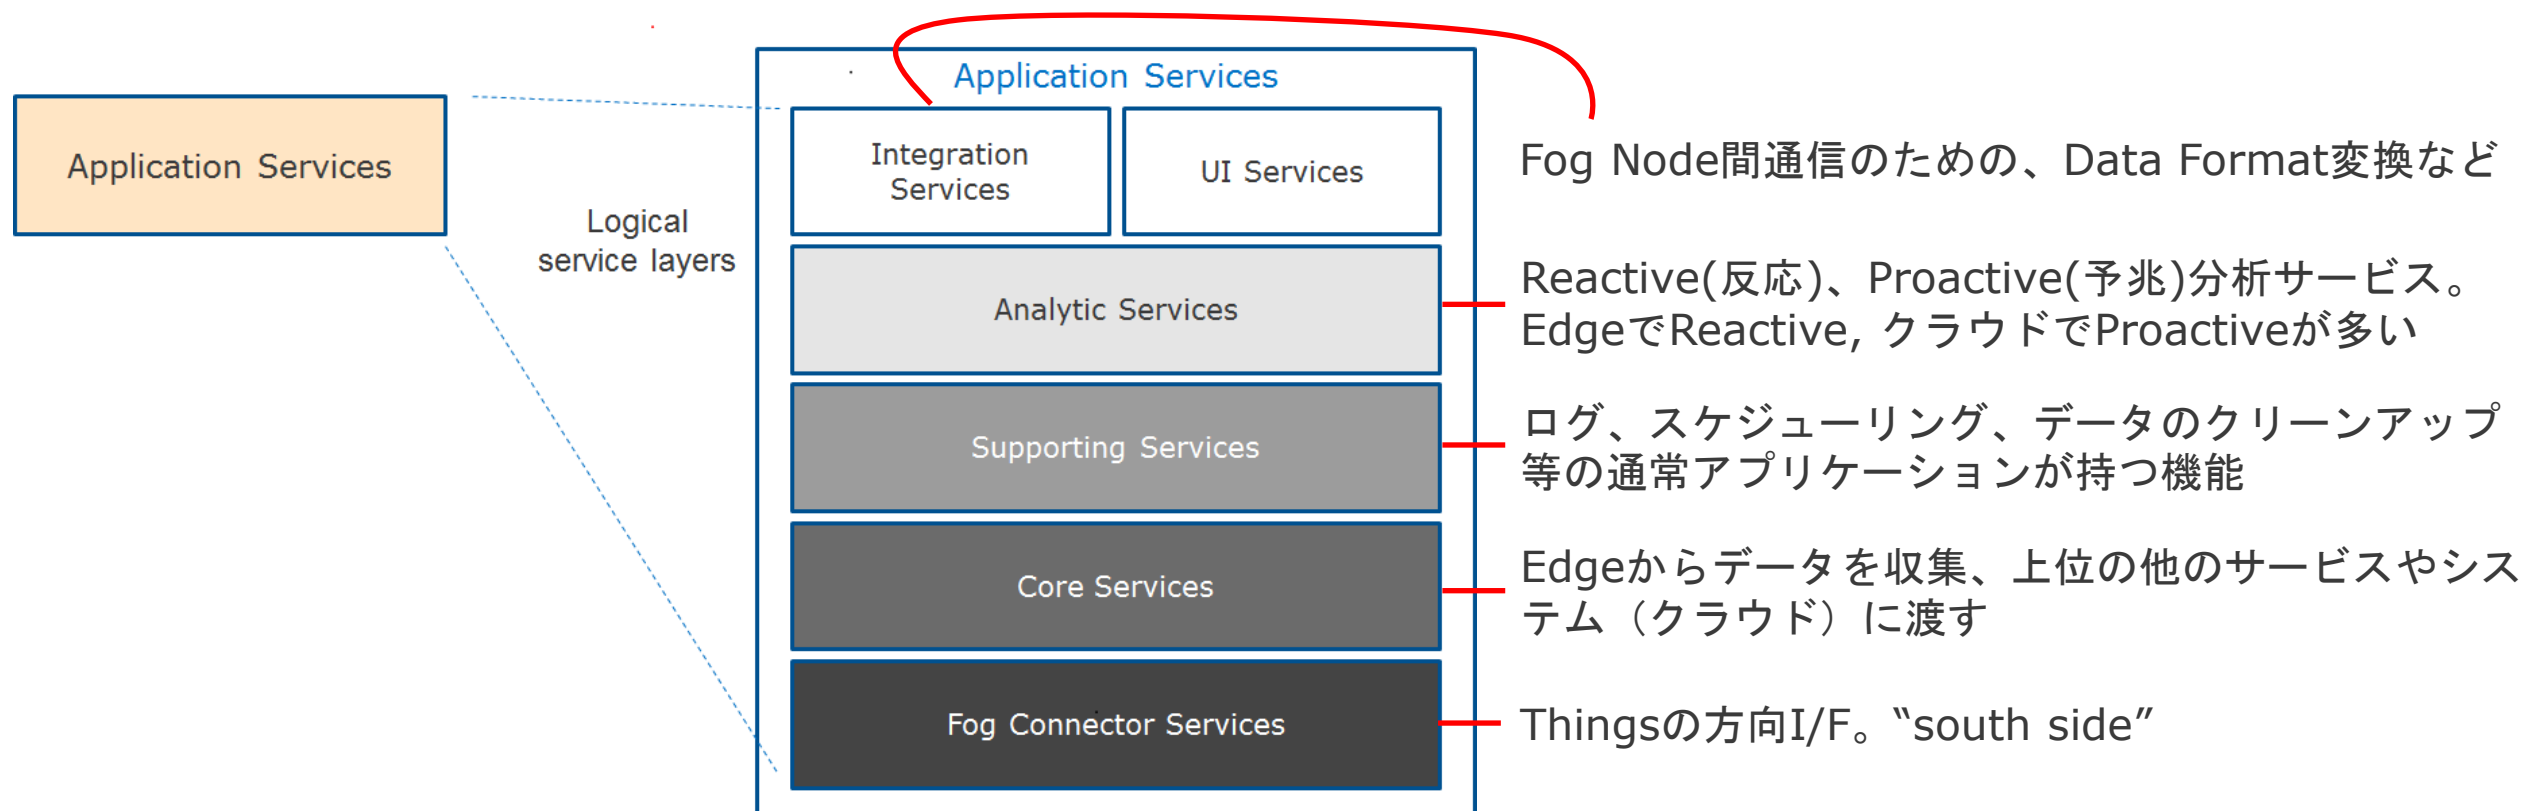 Application Services
Application Services
Logical
service layers
Integration
Services
UI Services
Analytic Services
Supporting Services
Core Services
Fog Connector Services
Fog Node間通信のための、Data Format変換など
Reactive(反応)、Proactive(予兆)分析サービス。
EdgeでReactive, クラウドでProactiveが多い
ログ、スケジューリング、データのクリーンアップ
等の通常アプリケーションが持つ機能
Edgeからデータを収集、上位の他のサービスやシス
テム（クラウド）に渡す
Thingsの方向I/F。“south side”